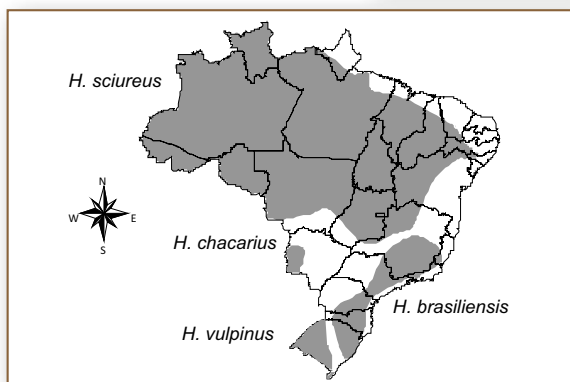 H. sciureus
N
W E
S
H. chacarius
H. brasiliensis
H. vulpinus